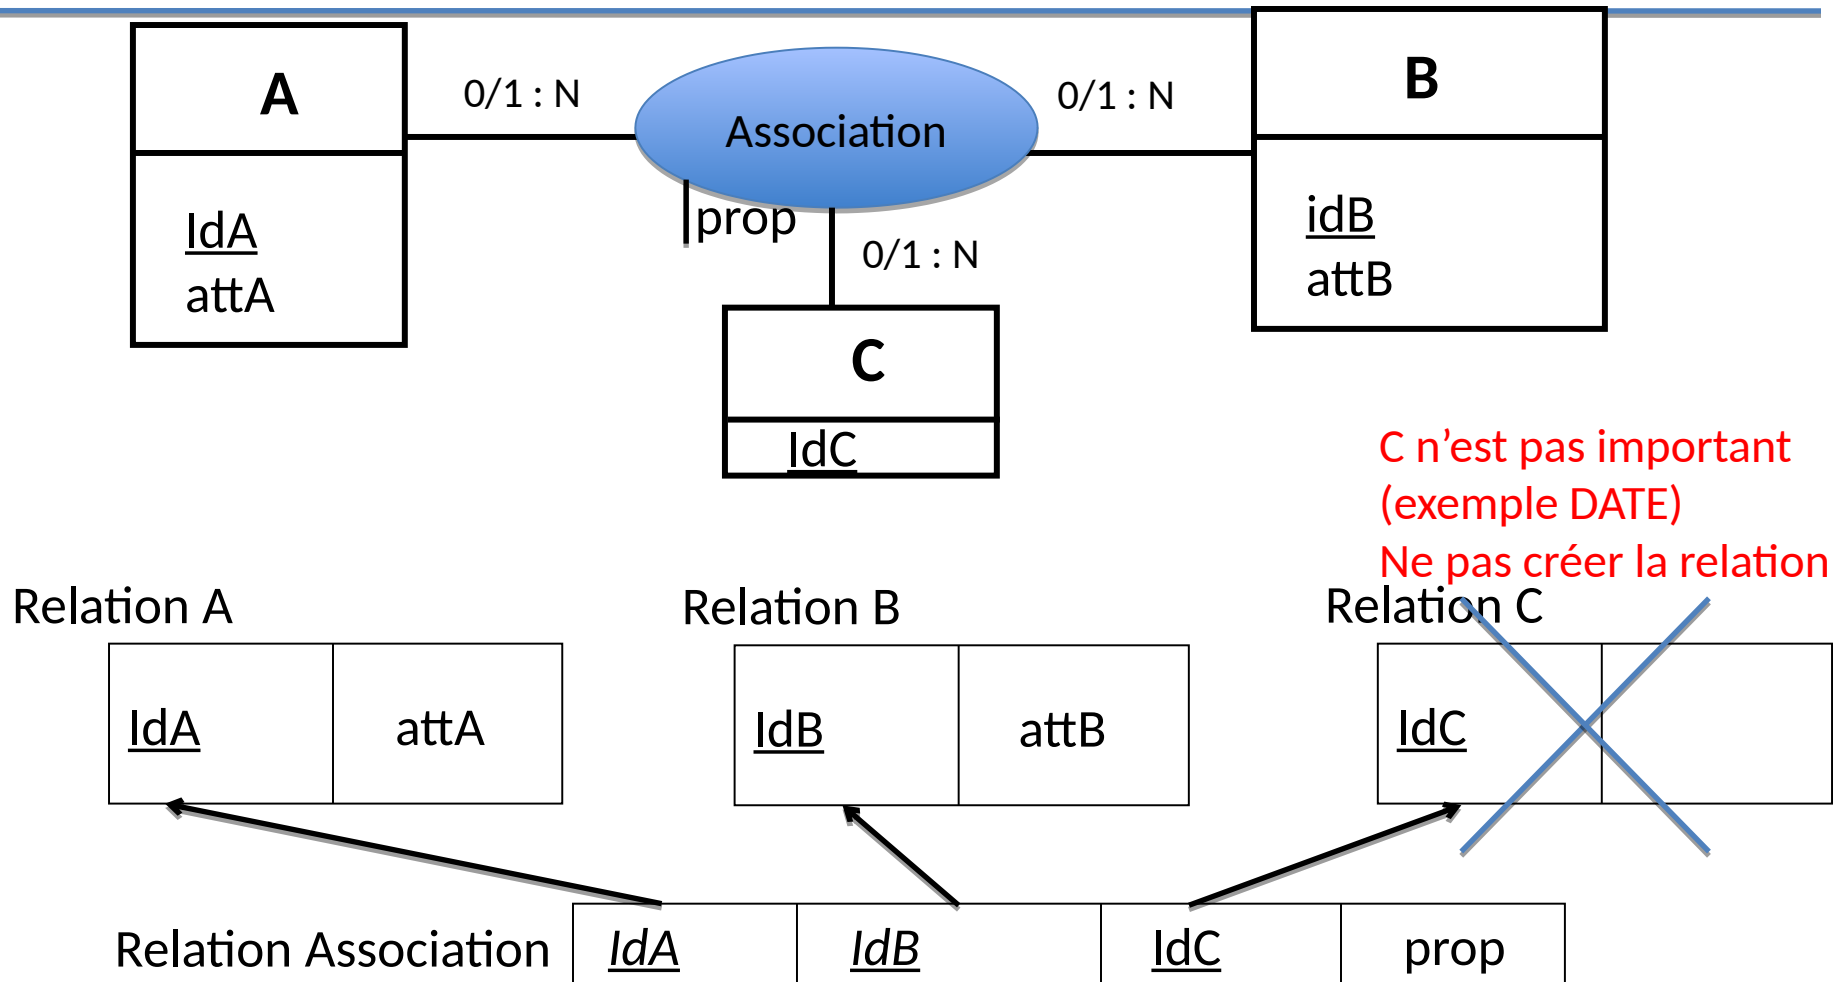 A
0/1 : N
Association
0/1 : N
B
IdA
attA
prop
0/1 : N
idB
attB
C
IdC
C n’est pas important
(exemple DATE)
Ne pas créer la relation
Relation A
Relation B
Relation C
IdA attA
IdB attB
IdC
Relation Association IdA IdB IdC prop